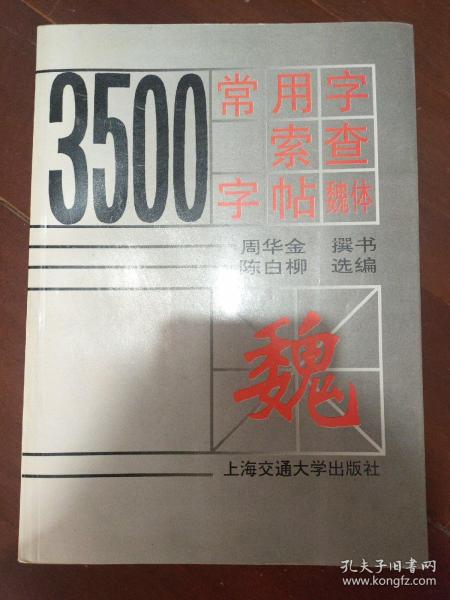 3500 常用字
索查
字帖 魏体
周华金 撰书
陈白柳 选编
魏
上海交通大学出版社
孔夫子旧书网
www.kongfz.com